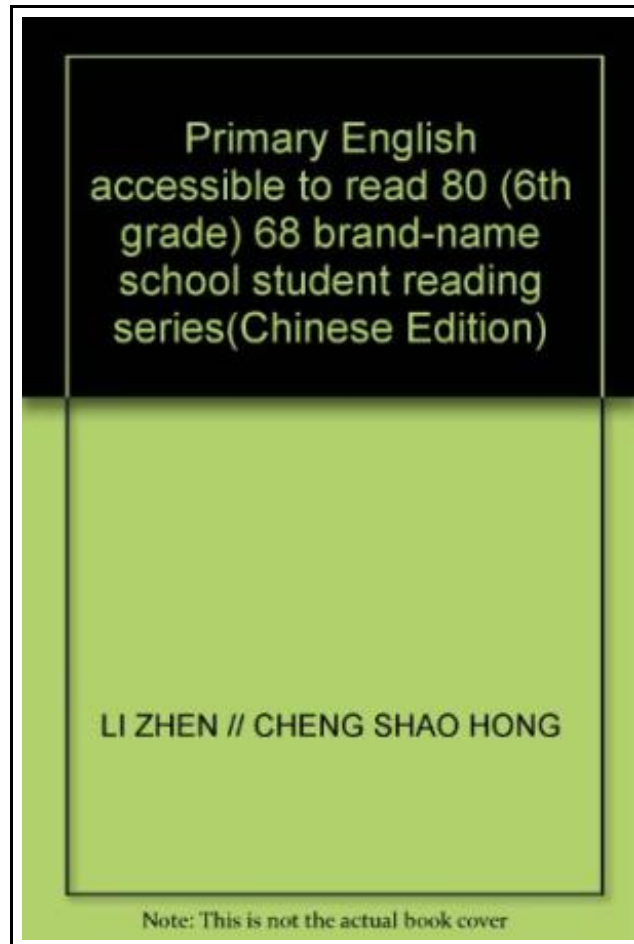 Primary English
accessible to read 80 (6th
grade) 68 brand-name
school student reading
series(Chinese Edition)
LI ZHEN // CHENG SHAO HONG
Note: This is not the actual book cover